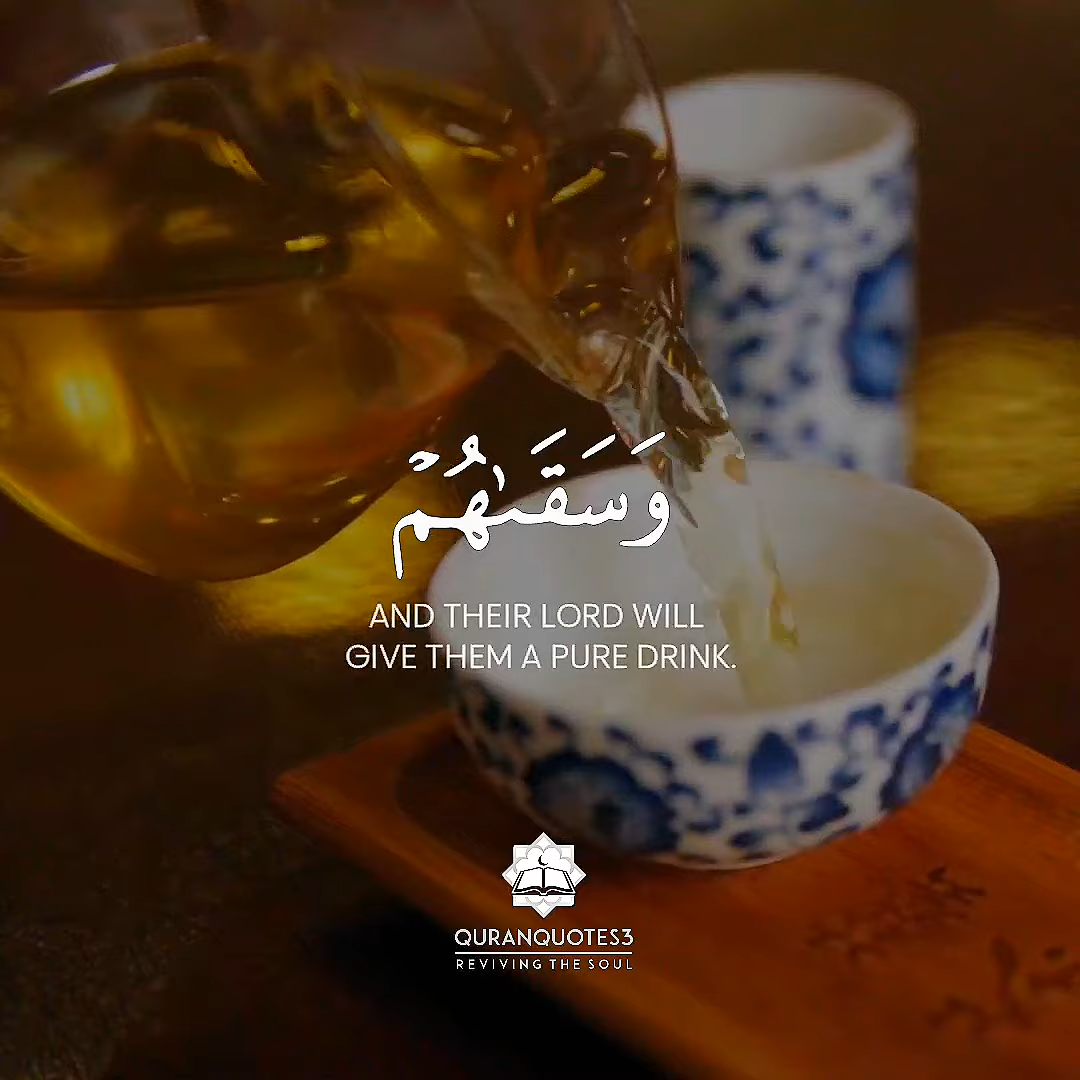 وَسَقَىٰهُمْ
AND THEIR LORD WILL
GIVE THEM A PURE DRINK.
QURANQUOTES3
REVIVING THE SOUL